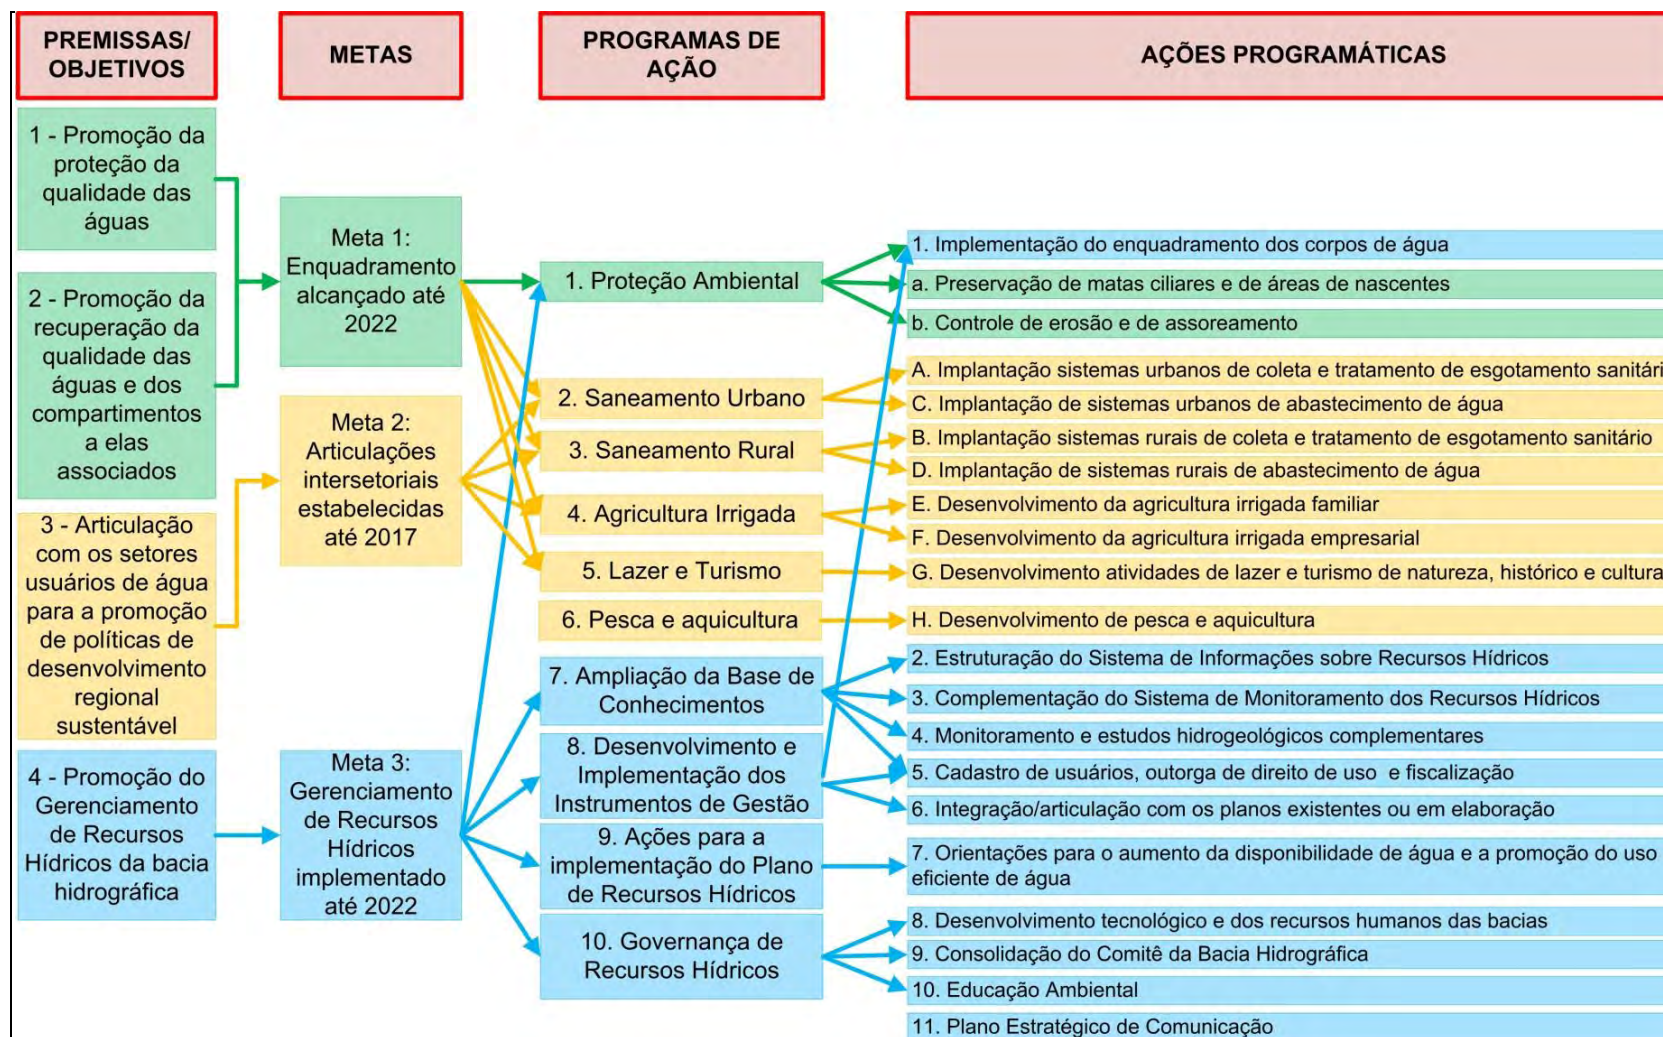 PREMISSAS/
OBJETIVOS
METAS
PROGRAMAS DE
AÇÃO
AÇÕES PROGRAMÁTICAS
1 - Promoção da
proteção da
qualidade das
águas
2 - Promoção da
recuperação da
qualidade das
águas e dos
compartimentos
a elas
associados
3 - Articulação
com os setores
usuários de água
para a promoção
de políticas de
desenvolvimento
regional
sustentável
4 - Promoção do
Gerenciamento
de Recursos
Hídricos da bacia
hidrográfica
Meta 1:
Enquadramento
alcançado até
2022
Meta 2:
Articulações
intersetoriais
estabelecidas
até 2017
Meta 3:
Gerenciamento
de Recursos
Hídricos
implementado
até 2022
1. Proteção Ambiental
2. Saneamento Urbano
3. Saneamento Rural
4. Agricultura Irrigada
5. Lazer e Turismo
6. Pesca e aquicultura
7. Ampliação da Base de
Conhecimentos
8. Desenvolvimento e
Implementação dos
Instrumentos de Gestão
9. Ações para a
implementação do Plano
de Recursos Hídricos
10. Governança de
Recursos Hídricos
1. Implementação do enquadramento dos corpos de água
a. Preservação de matas ciliares e de áreas de nascentes
b. Controle de erosão e de assoreamento
A. Implantação sistemas urbanos de coleta e tratamento de esgotamento sanitári
C. Implantação de sistemas urbanos de abastecimento de água
B. Implantação sistemas rurais de coleta e tratamento de esgotamento sanitário
D. Implantação de sistemas rurais de abastecimento de água
E. Desenvolvimento da agricultura irrigada familiar
F. Desenvolvimento da agricultura irrigada empresarial
G. Desenvolvimento atividades de lazer e turismo de natureza, histórico e cultura
H. Desenvolvimento de pesca e aquicultura
2. Estruturação do Sistema de Informações sobre Recursos Hídricos
3. Complementação do Sistema de Monitoramento dos Recursos Hídricos
4. Monitoramento e estudos hidrogeológicos complementares
5. Cadastro de usuários, outorga de direito de uso e fiscalização
6. Integração/articulação com os planos existentes ou em elaboração
7. Orientações para o aumento da disponibilidade de água e a promoção do uso
eficiente de água
8. Desenvolvimento tecnológico e dos recursos humanos das bacias
9. Consolidação do Comitê da Bacia Hidrográfica
10. Educação Ambiental
11. Plano Estratégico de Comunicação